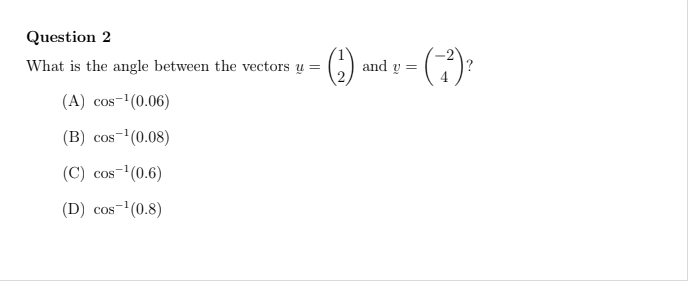 Question 2
What is the angle between the vectors u = (1 2) and v = (−2 4)?
(A) cos⁻¹(0.06)
(B) cos⁻¹(0.08)
(C) cos⁻¹(0.6)
(D) cos⁻¹(0.8)